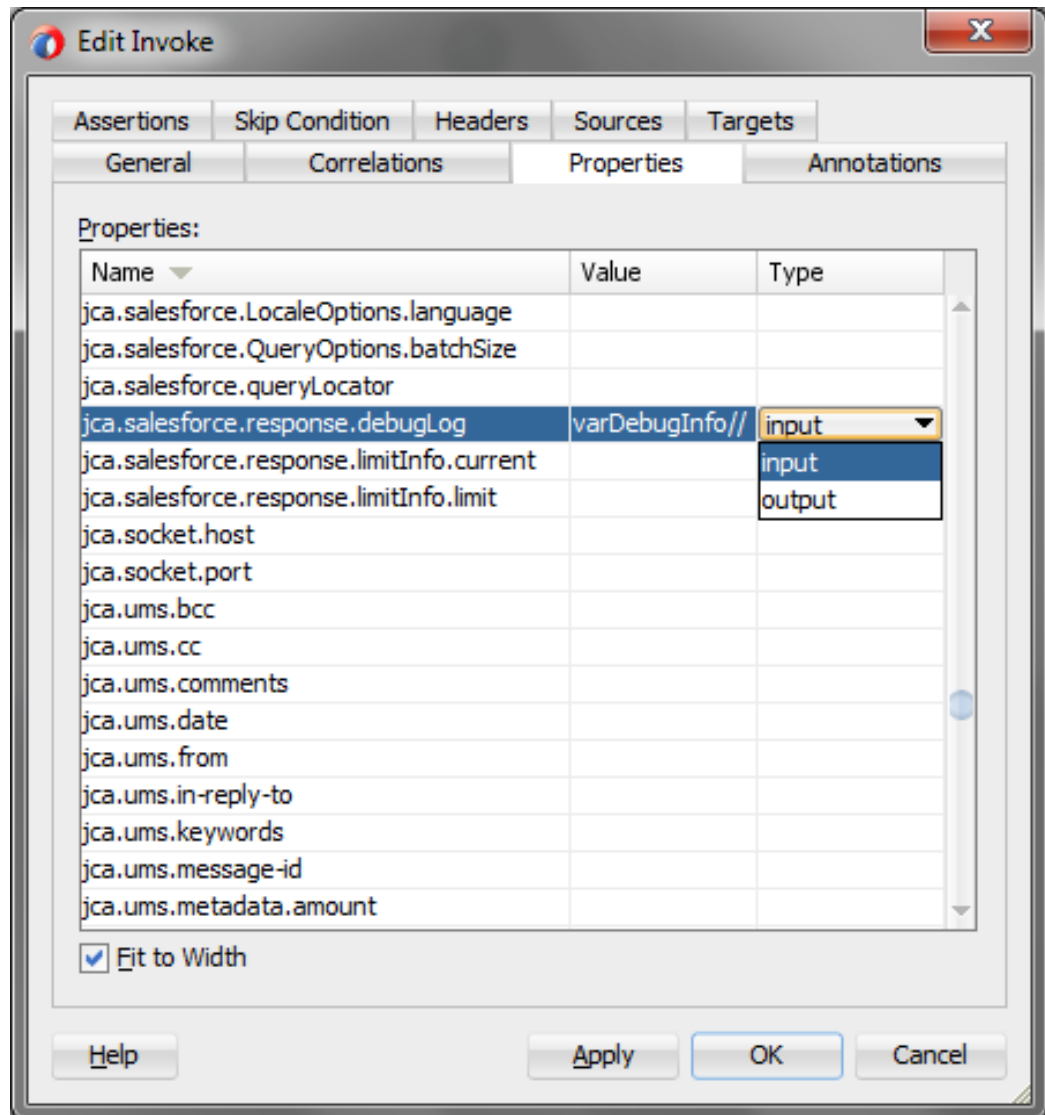 Edit Invoke
Assertions Skip Condition Headers Sources Targets
General Correlations Properties Annotations
Properties:
Name Value Type
jca.salesforce.LocaleOptions.language
jca.salesforce.QueryOptions.batchSize
jca.salesforce.queryLocator
jca.salesforce.response.debugLog varDebugInfo// input
jca.salesforce.response.limitInfo.current input
jca.salesforce.response.limitInfo.limit output
jca.socket.host
jca.socket.port
jca.ums.bcc
jca.ums.cc
jca.ums.comments
jca.ums.date
jca.ums.from
jca.ums.in-reply-to
jca.ums.keywords
jca.ums.message-id
jca.ums.metadata.amount
Fit to Width
Help Apply OK Cancel